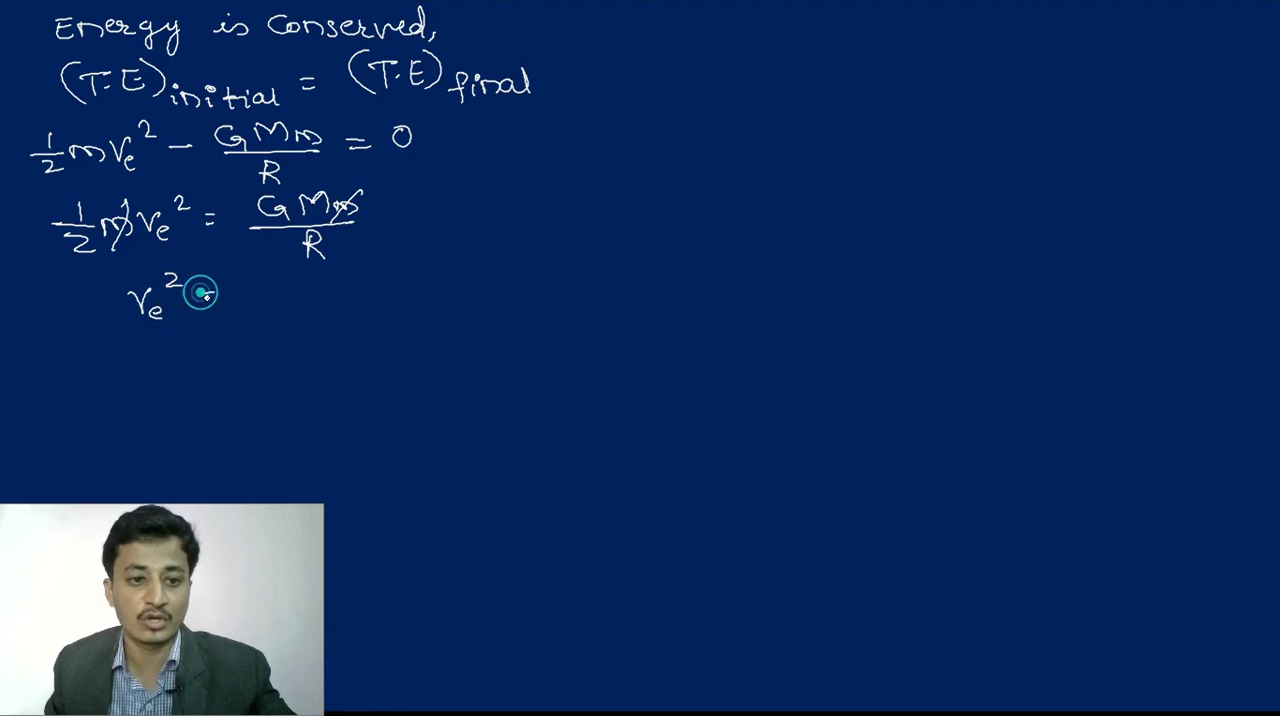 Energy is conserved,
(T.E)initial = (T.E)final
1/2 mve² - GMm/R = 0
1/2 mve² = GMm/R
ve² =